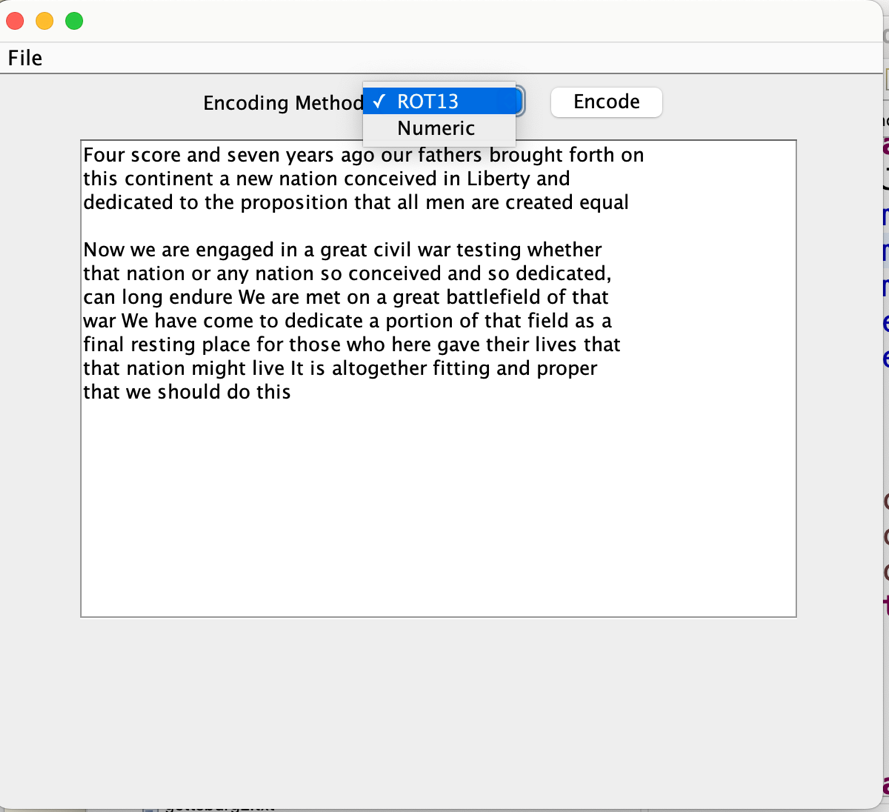 File
Encoding Method
✓ ROT13
Numeric
Encode
Four score and seven years ago our fathers brought forth on
this continent a new nation conceived in Liberty and
dedicated to the proposition that all men are created equal

Now we are engaged in a great civil war testing whether
that nation or any nation so conceived and so dedicated,
can long endure We are met on a great battlefield of that
war We have come to dedicate a portion of that field as a
final resting place for those who here gave their lives that
that nation might live It is altogether fitting and proper
that we should do this